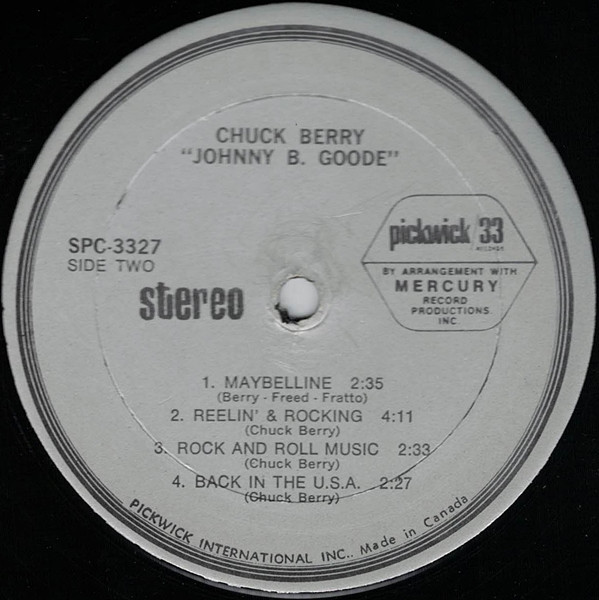 CHUCK BERRY
"JOHNNY B. GOODE"
SPC-3327
SIDE TWO
stereo
pickwick/33
RECORDS
BY ARRANGEMENT WITH
MERCURY
RECORD
PRODUCTIONS
INC.
1. MAYBELLINE 2:35
(Berry - Freed - Fratto)
2. REELIN' & ROCKING 4:11
(Chuck Berry)
3. ROCK AND ROLL MUSIC 2:33
(Chuck Berry)
4. BACK IN THE U.S.A. 2:27
(Chuck Berry)
PICKWICK INTERNATIONAL INC.. Made in Canada